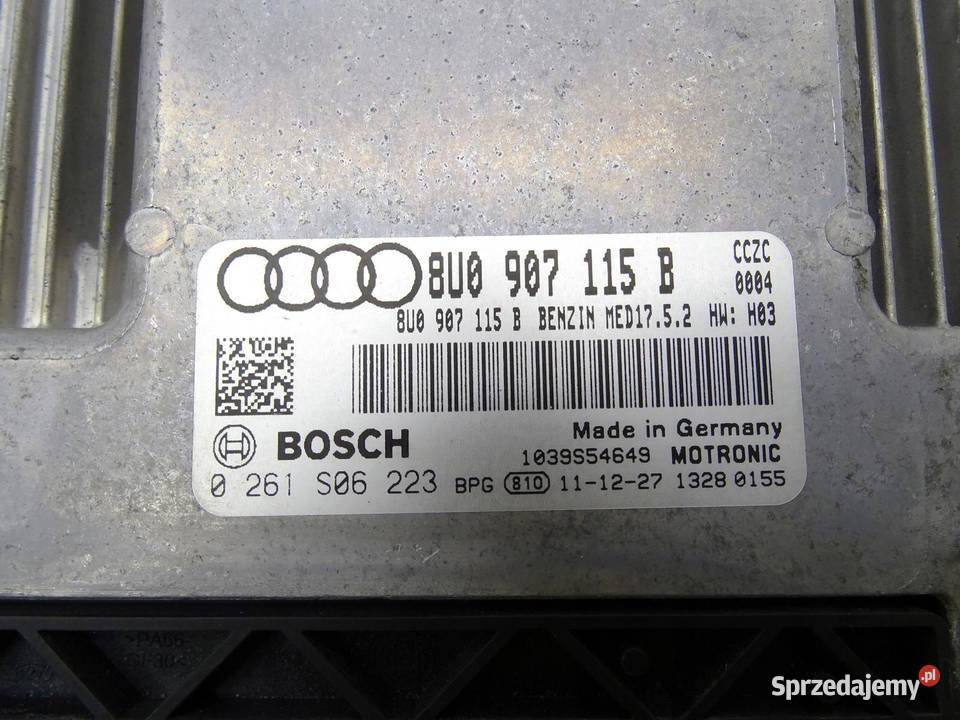 8U0 907 115 B
CCZC
0004
8U0 907 115 B BENZIN MED17.5.2 HW: H03
Made in Germany
BOSCH
1039S54649 MOTRONIC
0 261 S06 223 BPG 810 11-12-27 1328 0155
>PA66-
Sprzedajemy.pl